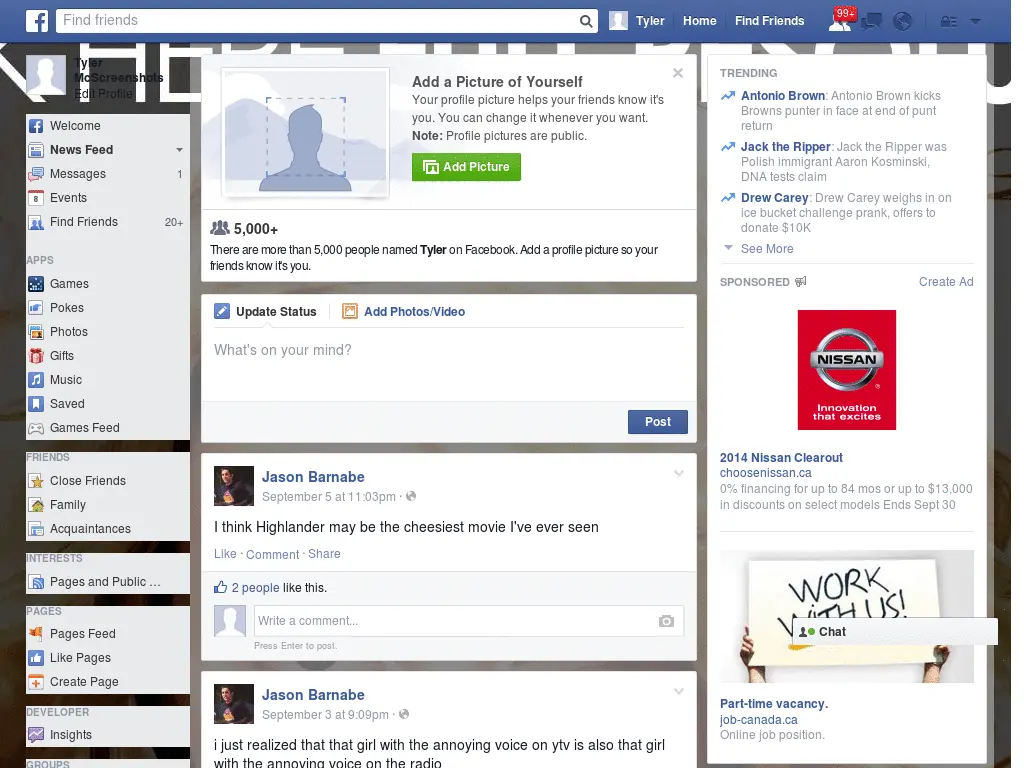 Find friends
Tyler
Home
Find Friends
99+
Tyler
McScreenshots
Edit Profile
Welcome
News Feed
Messages 1
Events
8
Find Friends 20+
APPS
Games
Pokes
Photos
Gifts
Music
Saved
Games Feed
FRIENDS
Close Friends
Family
Acquaintances
INTERESTS
Pages and Public ...
PAGES
Pages Feed
Like Pages
Create Page
DEVELOPER
Insights
GROUPS
Add a Picture of Yourself
Your profile picture helps your friends know it's
you. You can change it whenever you want.
Note: Profile pictures are public.
Add Picture
5,000+
There are more than 5,000 people named Tyler on Facebook. Add a profile picture so your
friends know it's you.
Update Status
Add Photos/Video
What's on your mind?
Post
Jason Barnabe
September 5 at 11:03pm ·
I think Highlander may be the cheesiest movie I've ever seen
Like · Comment · Share
2 people like this.
Write a comment...
Press Enter to post.
Jason Barnabe
September 3 at 9:09pm ·
i just realized that that girl with the annoying voice on ytv is also that girl
with the annoying voice on the radio
TRENDING
Antonio Brown: Antonio Brown kicks
Browns punter in face at end of punt
return
Jack the Ripper: Jack the Ripper was
Polish immigrant Aaron Kosminski,
DNA tests claim
Drew Carey: Drew Carey weighs in on
ice bucket challenge prank, offers to
donate $10K
See More
SPONSORED
Create Ad
NISSAN
Innovation
that excites
2014 Nissan Clearout
choosenissan.ca
0% financing for up to 84 mos or up to $13,000
in discounts on select models Ends Sept 30
WORK
WITH US!
Chat
Part-time vacancy.
job-canada.ca
Online job position.